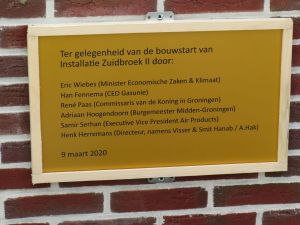 Ter gelegenheid van de bouwstart van
Installatie Zuidbroek II door:
Eric Wiebes (Minister Economische Zaken & Klimaat)
Han Fennema (CEO Gasunie)
René Paas (Commissaris van de Koning in Groningen)
Adriaan Hoogendoorn (Burgemeester Midden-Groningen)
Samir Serhan (Executive Vice President Air Products)
Henk Herremans (Directeur, namens Visser & Smit Hanab / A.Hak)
9 maart 2020